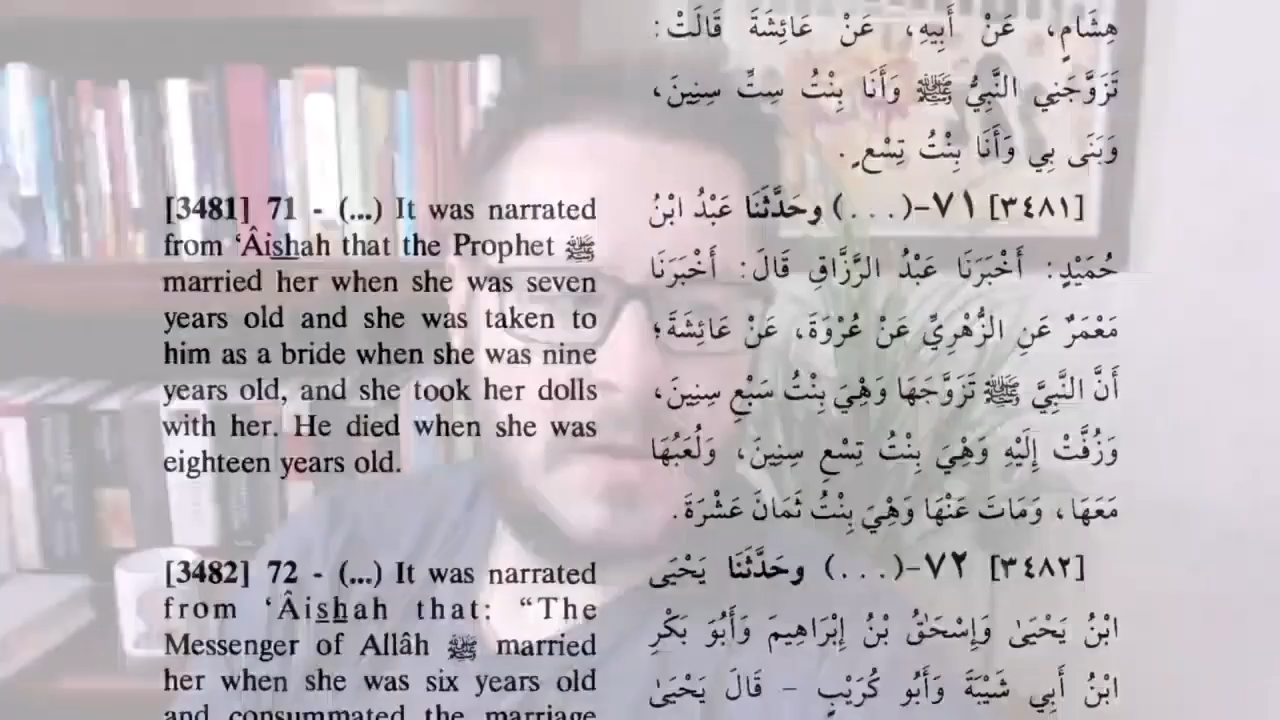 [3481] 71 - (...) It was narrated
from ‘Âishah that the Prophet ﷺ
married her when she was seven
years old and she was taken to
him as a bride when she was nine
years old, and she took her dolls
with her. He died when she was
eighteen years old.
[3482] 72 - (...) It was narrated
from ‘Âishah that: “The
Messenger of Allâh ﷺ married
her when she was six years old
and consummated the marriage
هِشَامٍ، عَنْ أَبِيهِ، عَنْ عَائِشَةَ قَالَتْ:
تَزَوَّجَنِي النَّبِيُّ ﷺ وَأَنَا بِنْتُ سِتِّ سِنِينَ،
وَبَنَى بِي وَأَنَا بِنْتُ تِسْعٍ.
[٣٤٨١] ٧١-(...) وحَدَّثَنَا عَبْدُ ابْنُ
حُمَيْدٍ: أَخْبَرَنَا عَبْدُ الرَّزَّاقِ قَالَ: أَخْبَرَنَا
مَعْمَرٌ عَنِ الزُّهْرِيِّ عَنْ عُرْوَةَ، عَنْ عَائِشَةَ؛
أَنَّ النَّبِيَّ ﷺ تَزَوَّجَهَا وَهِيَ بِنْتُ سَبْعِ سِنِينَ،
وَزُفَّتْ إِلَيْهِ وَهِيَ بِنْتُ تِسْعِ سِنِينَ، وَلُعَبُهَا
مَعَهَا، وَمَاتَ عَنْهَا وَهِيَ بِنْتُ ثَمَانَ عَشْرَةَ.
[٣٤٨٢] ٧٢-(...) وحَدَّثَنَا يَحْيَى
ابْنُ يَحْيَىٰ وَإِسْحَٰقُ بْنُ إِبْرَاهِيمَ وَأَبُو بَكْرِ
ابْنُ أَبِي شَيْبَةَ وَأَبُو كُرَيْبٍ – قَالَ يَحْيَىٰ